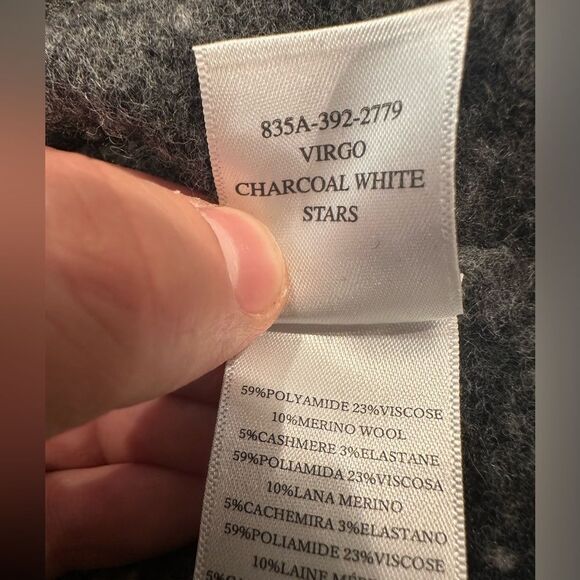 835A-392-2779
VIRGO
CHARCOAL WHITE
STARS
59%POLYAMIDE 23%VISCOSE
10%MERINO WOOL
5%CASHMERE 3%ELASTANE
59%POLIAMIDA 23%VISCOSA
10%LANA MERINO
5%CACHEMIRA 3%ELASTANO
59%POLIAMIDE 23%VISCOSE
10%LAINE